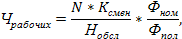 Ч_рабочих = (N * К_смен / Н_обсл) * (Ф_ном / Ф_пол),